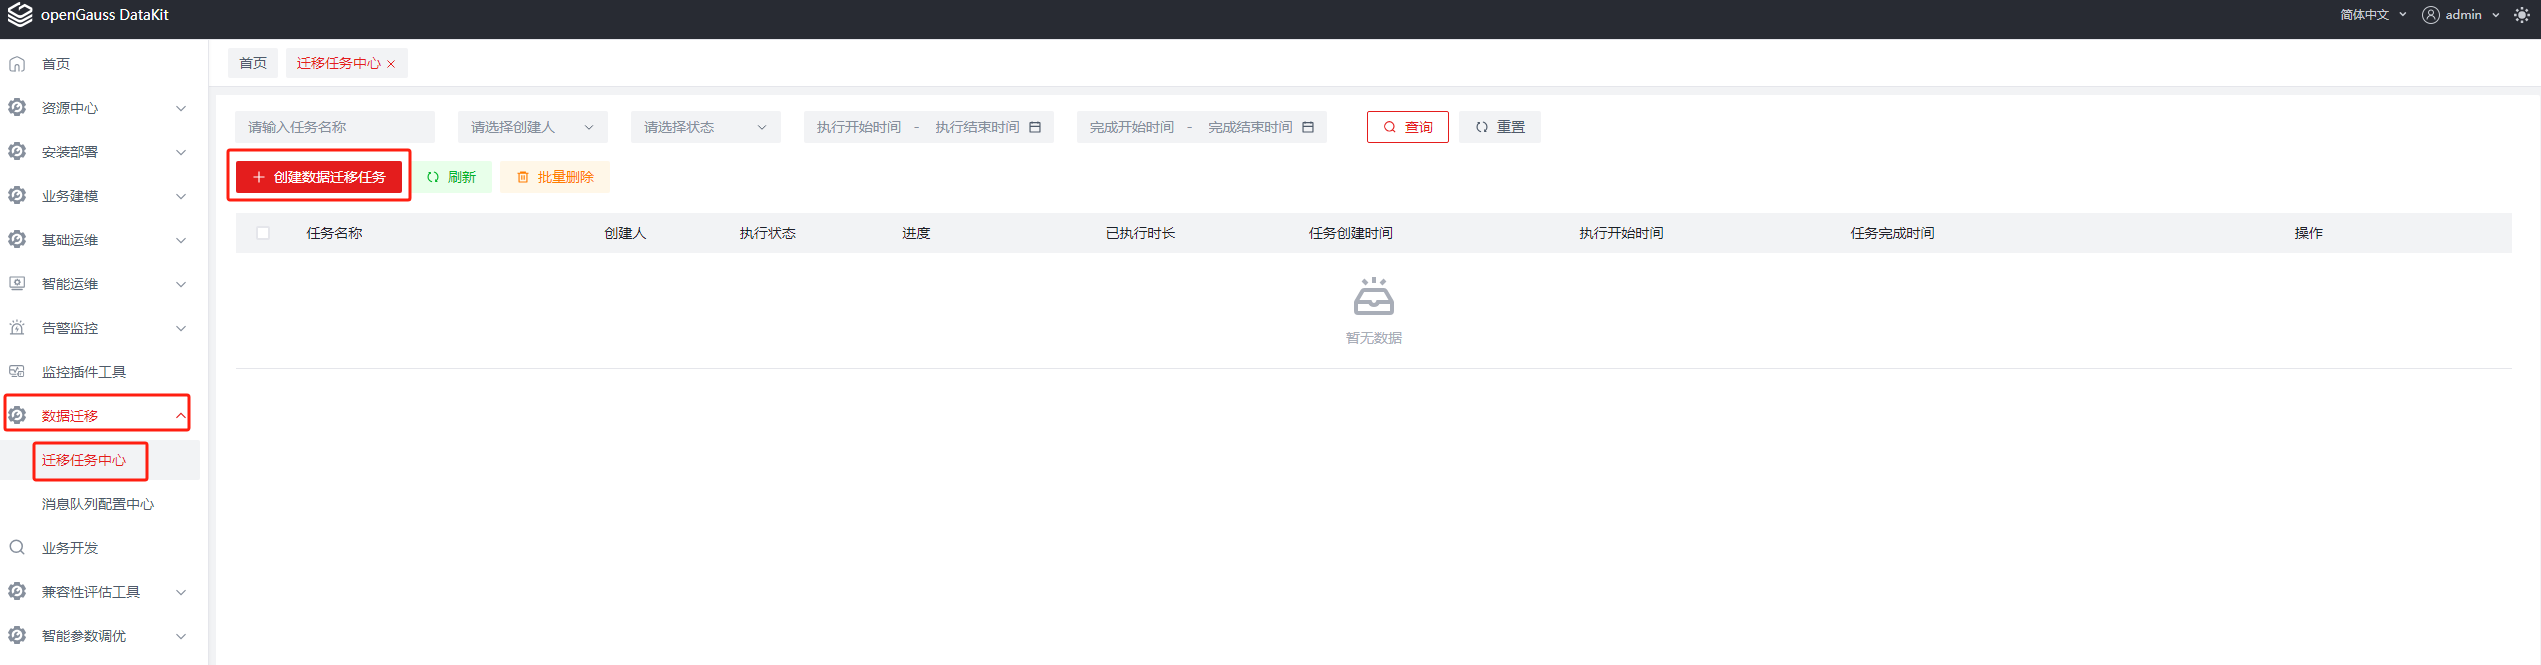 openGauss DataKit
简体中文
admin
首页
资源中心
安装部署
业务建模
基础运维
智能运维
告警监控
监控插件工具
数据迁移
迁移任务中心
消息队列配置中心
业务开发
兼容性评估工具
智能参数调优
首页 迁移任务中心
请输入任务名称 请选择创建人 请选择状态 执行开始时间 - 执行结束时间 完成开始时间 - 完成结束时间 查询 重置
创建数据迁移任务 刷新 批量删除
任务名称 创建人 执行状态 进度 已执行时长 任务创建时间 执行开始时间 任务完成时间 操作
暂无数据